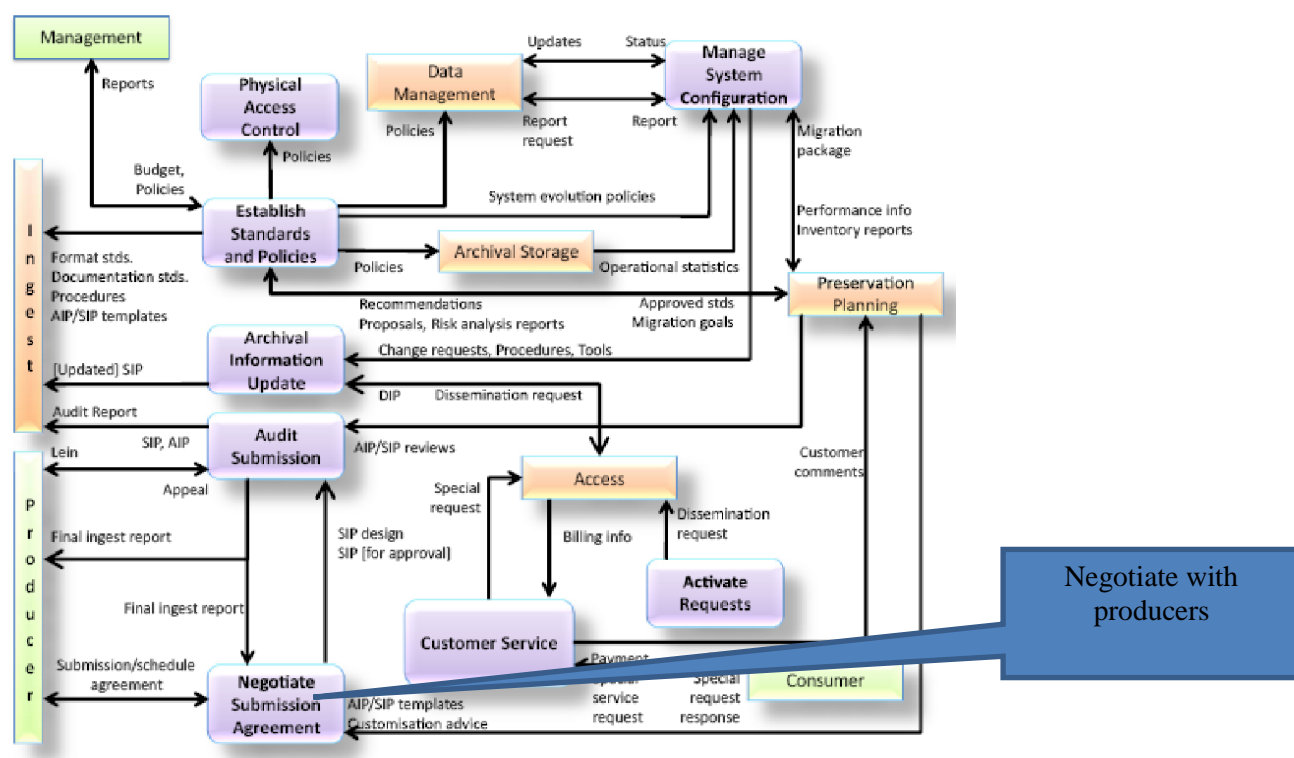 Management
Reports
Physical
Access
Control
Policies
Budget,
Policies
Data
Management
Policies
Updates
Status
Report
request
Report
Manage
System
Configuration
Migration
package
Performance info
Inventory reports
System evolution policies
Establish
Standards
and Policies
Policies
Archival Storage
Operational statistics
Ingest
Format stds.
Documentation stds.
Procedures
AIP/SIP templates
Recommendations
Proposals, Risk analysis reports
Approved stds
Migration goals
Preservation
Planning
Archival
Information
Update
Change requests, Procedures, Tools
[Updated] SIP
DIP
Dissemination request
Audit Report
SIP, AIP
Audit
Submission
AIP/SIP reviews
Lein
Appeal
Producer
Final ingest report
SIP design
SIP [for approval]
Final ingest report
Special
request
Access
Billing info
Dissemination
request
Customer
comments
Activate
Requests
Customer Service
Payment
service
request
Special
request
response
Consumer
Submission/schedule
agreement
Negotiate
Submission
Agreement
AIP/SIP templates
Customisation advice
Negotiate with
producers